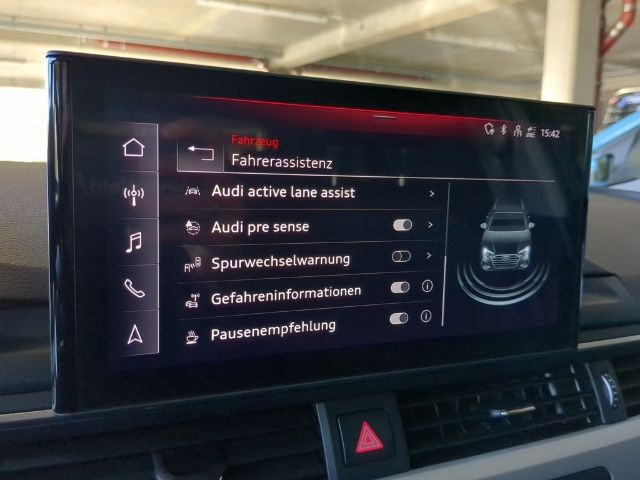 15:42
Fahrzeug
Fahrerassistenz
Audi active lane assist
Audi pre sense
Spurwechselwarnung
Gefahreninformationen
Pausenempfehlung